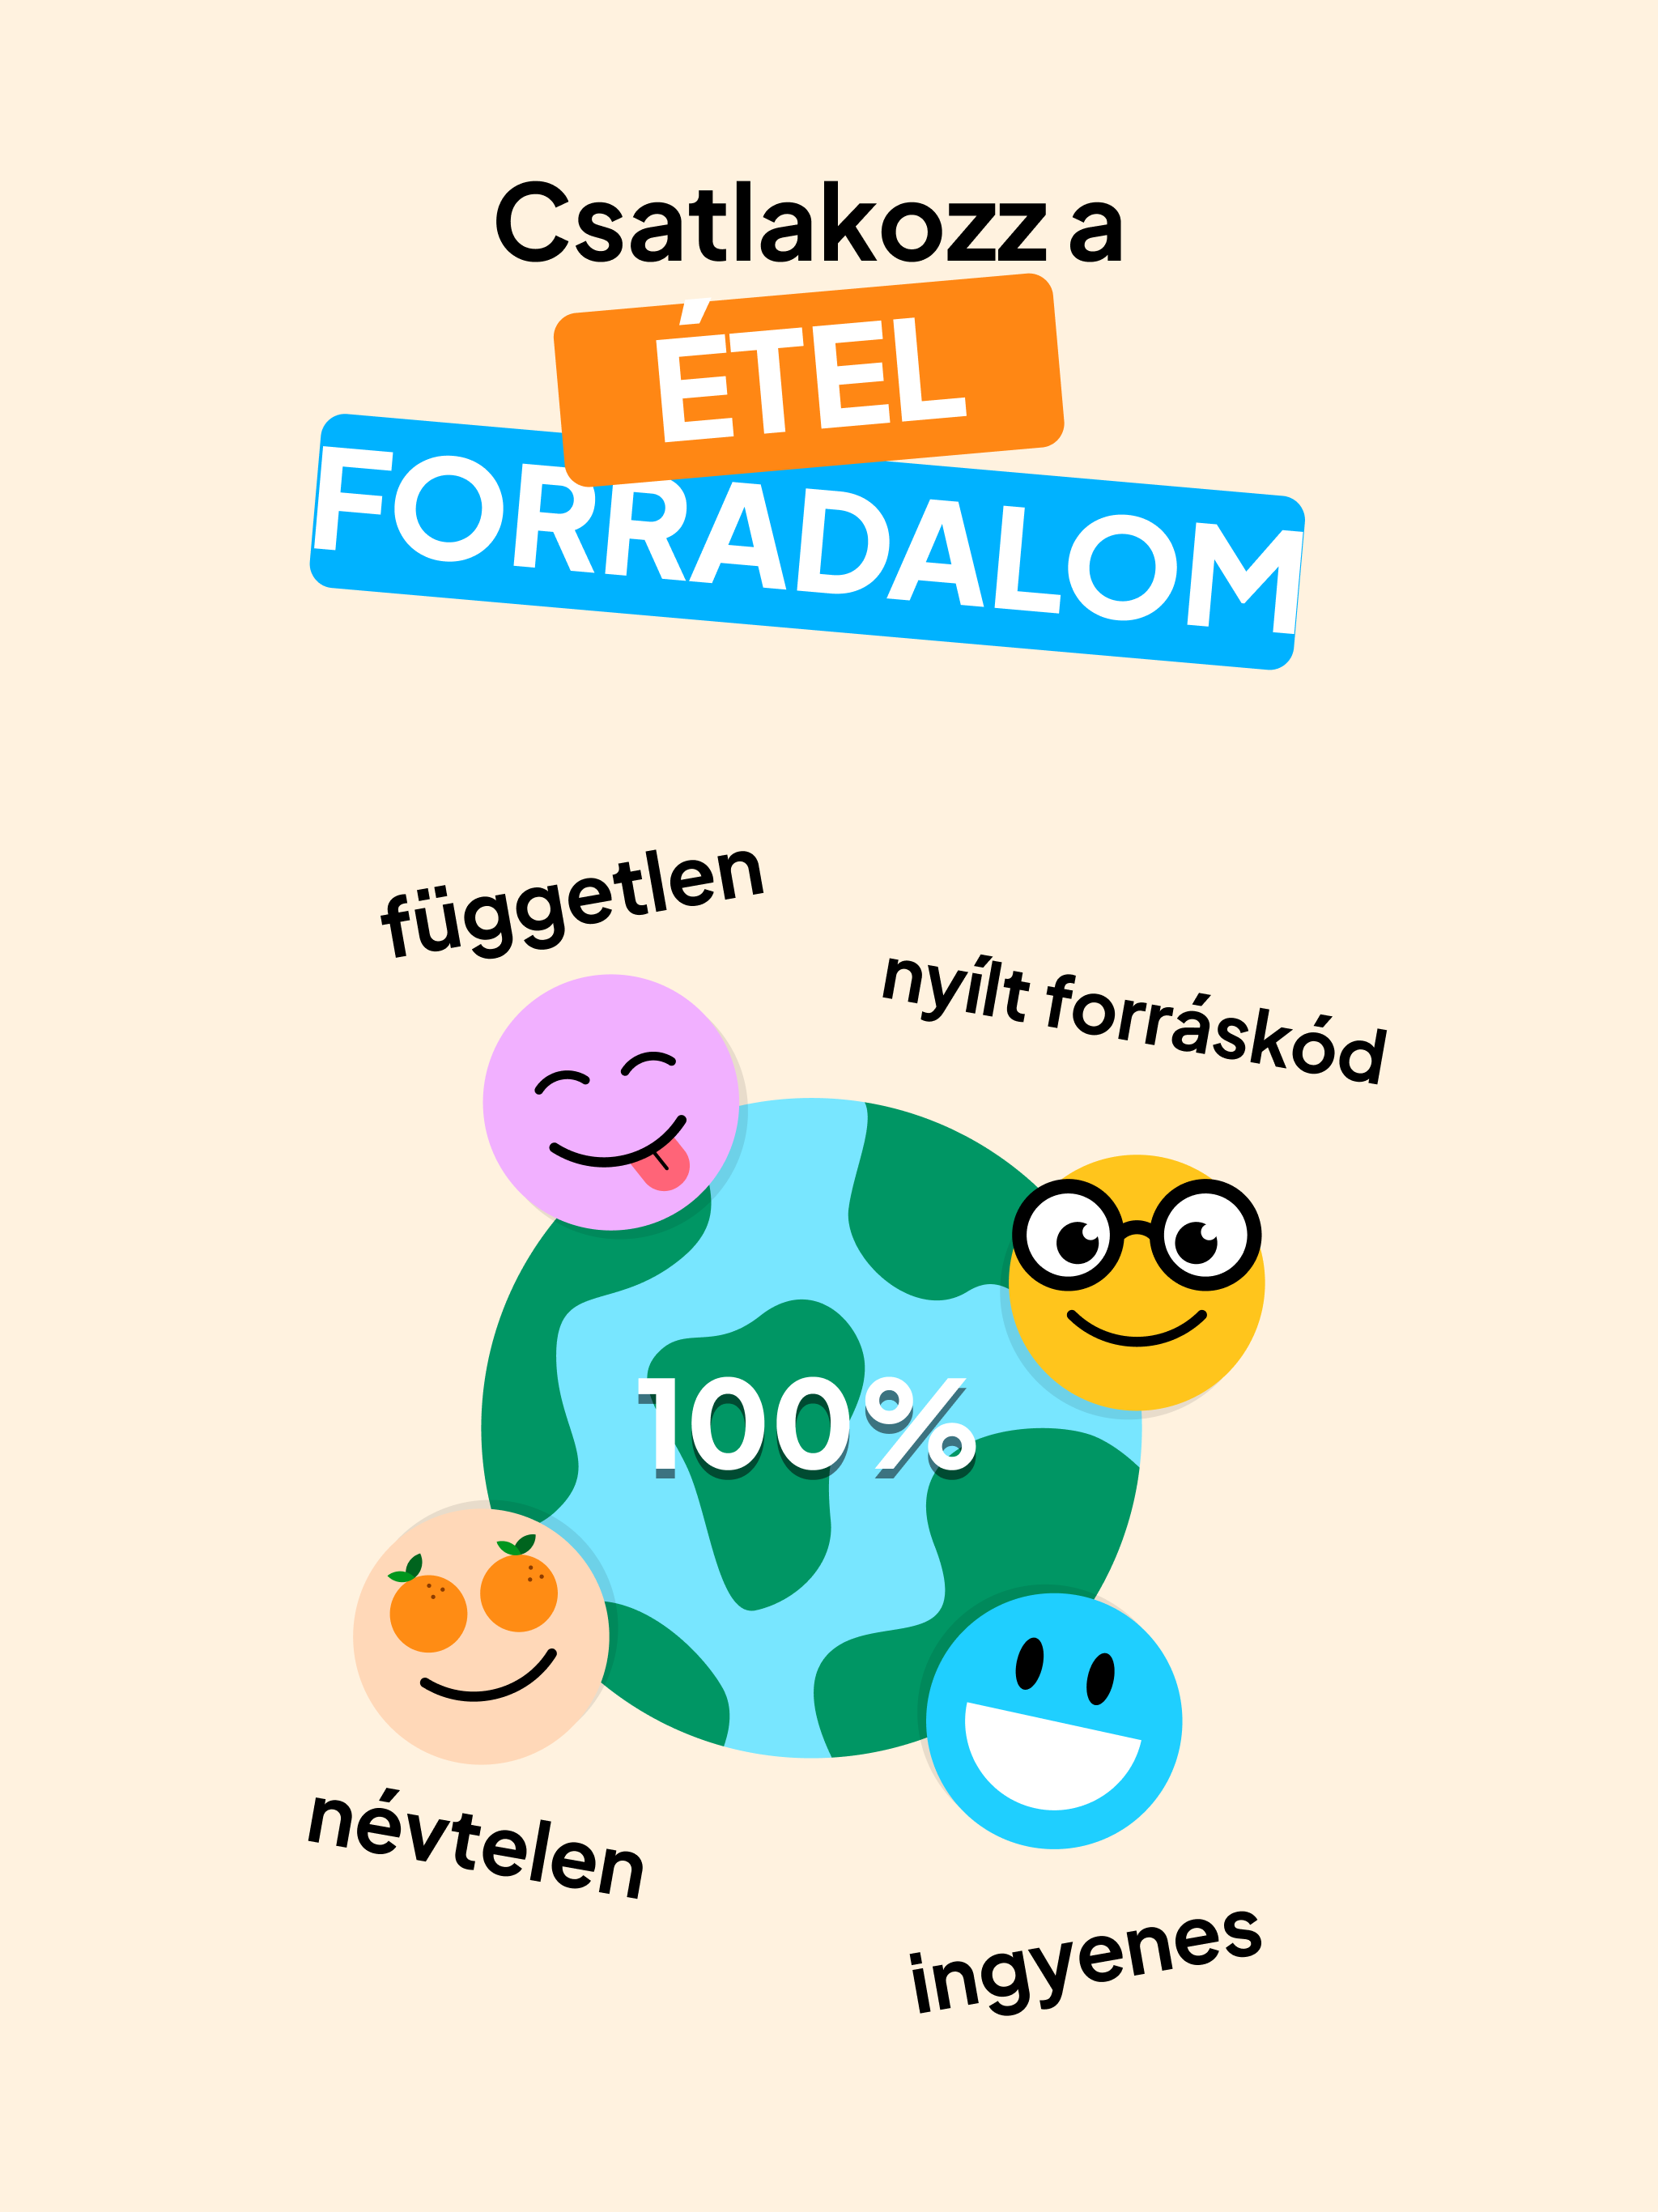 Csatlakozz a
ÉTEL
FORRADALOM
független
nyílt forráskód
100%
névtelen
ingyenes